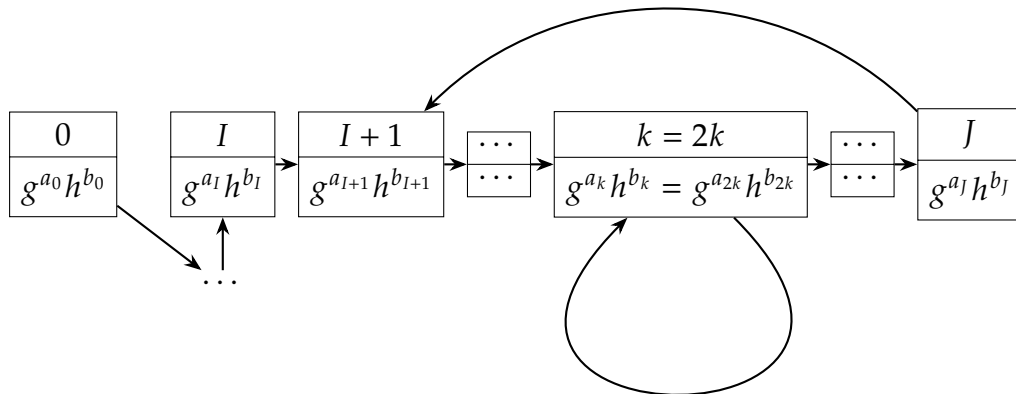 0 I I + 1 ⋯ k = 2k ⋯ J
g^{a_0}h^{b_0} g^{a_I}h^{b_I} g^{a_{I+1}}h^{b_{I+1}} ⋯ g^{a_k}h^{b_k} = g^{a_{2k}}h^{b_{2k}} ⋯ g^{a_J}h^{b_J}
⋯